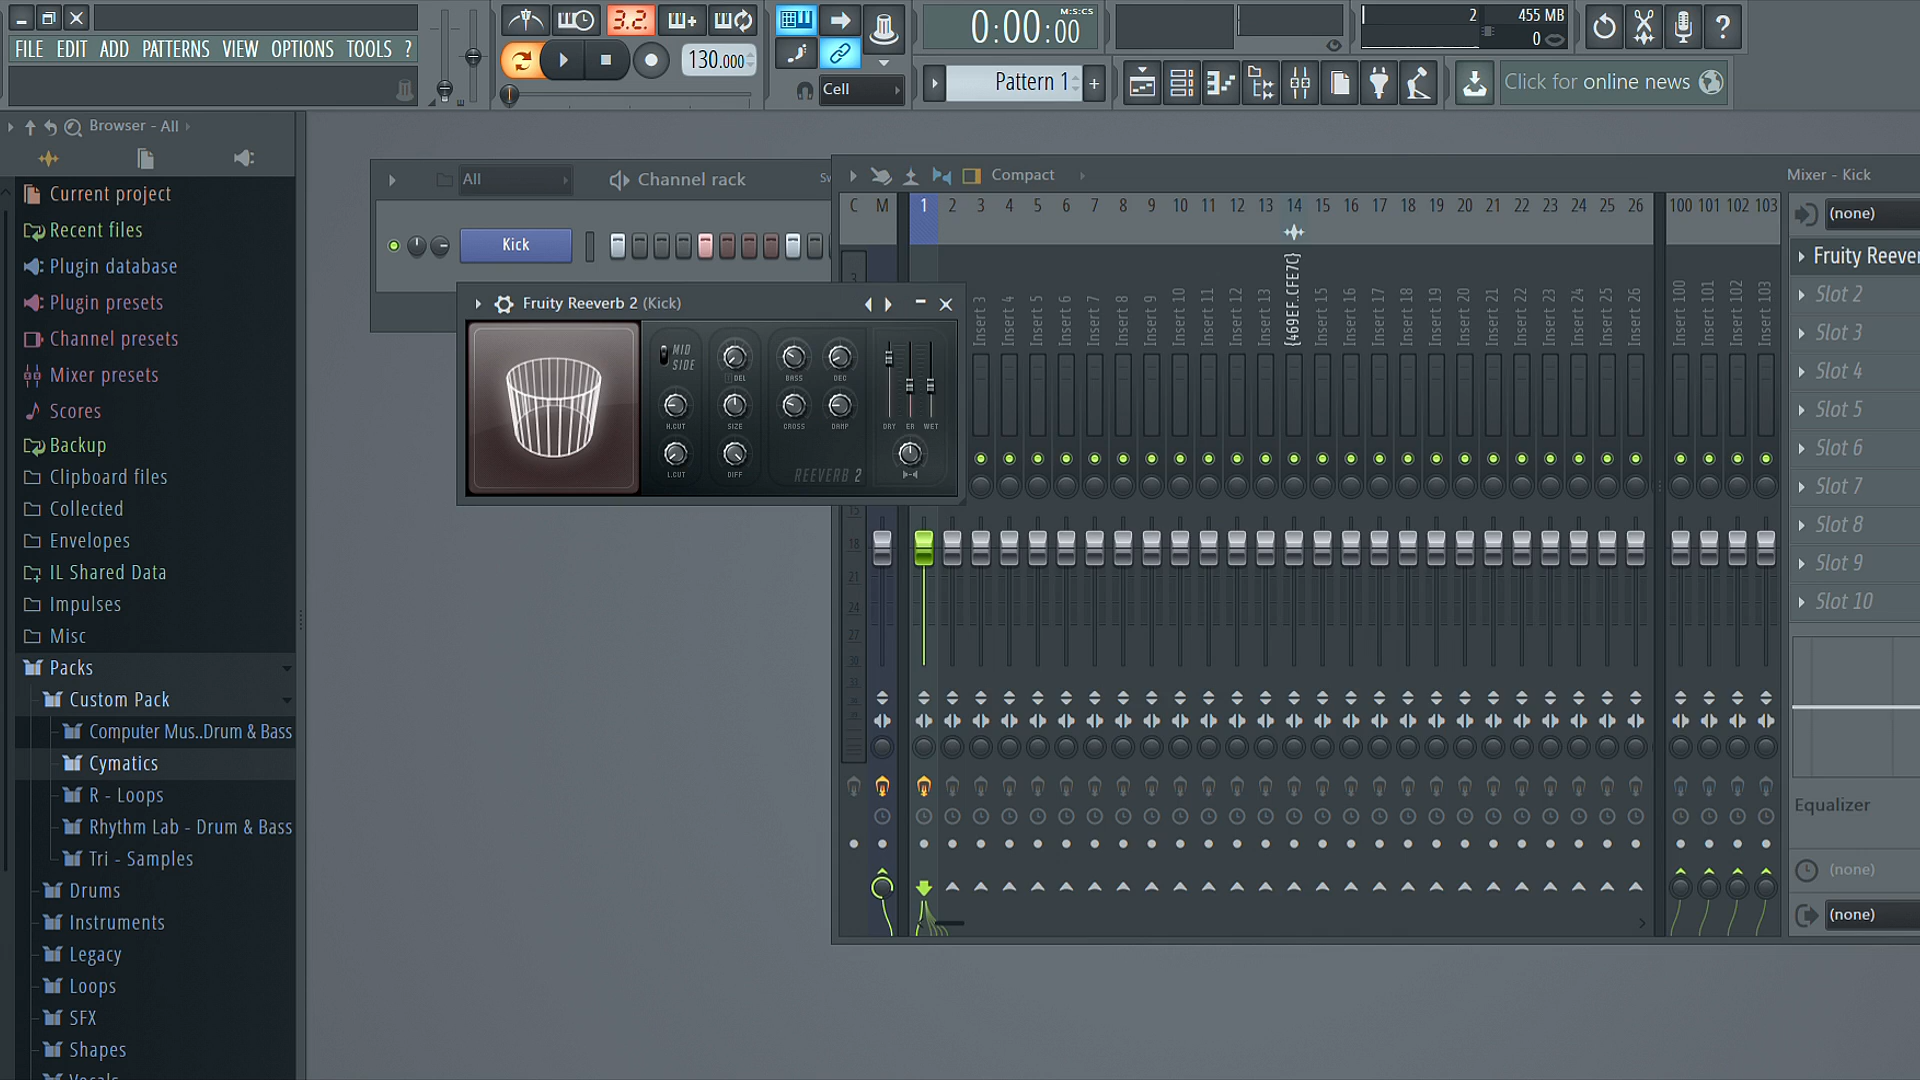 FILE EDIT ADD PATTERNS VIEW OPTIONS TOOLS ?
3.2.
130.000
Cell
0:00:00
M:S:CS
2
455 MB
0
Pattern 1
Click for online news
Browser - All
Current project
Recent files
Plugin database
Plugin presets
Channel presets
Mixer presets
Scores
Backup
Clipboard files
Collected
Envelopes
IL Shared Data
Impulses
Misc
Packs
Custom Pack
Computer Mus..Drum & Bass
Cymatics
R - Loops
Rhythm Lab - Drum & Bass
Tri - Samples
Drums
Instruments
Legacy
Loops
SFX
Shapes
All
Channel rack
Sw
Kick
Fruity Reeverb 2 (Kick)
MID
SIDE
DEL
BASS
DEC
H.CUT
SIZE
CROSS
DAMP
DRY ER WET
L.CUT
DIFF
REEVERB 2
Compact
Mixer - Kick
C M 1 2 3 4 5 6 7 8 9 10 11 12 13 14 15 16 17 18 19 20 21 22 23 24 25 26 100 101 102 103
3
Insert 3
Insert 4
Insert 5
Insert 6
Insert 7
Insert 8
Insert 9
Insert 10
Insert 11
Insert 12
Insert 13
{469EF..CFE7C}
Insert 15
Insert 16
Insert 17
Insert 18
Insert 19
Insert 20
Insert 21
Insert 22
Insert 23
Insert 24
Insert 25
Insert 26
Insert 100
Insert 101
Insert 102
Insert 103
15
18
21
24
27
30
(none)
Fruity Reever
Slot 2
Slot 3
Slot 4
Slot 5
Slot 6
Slot 7
Slot 8
Slot 9
Slot 10
Equalizer
(none)
(none)